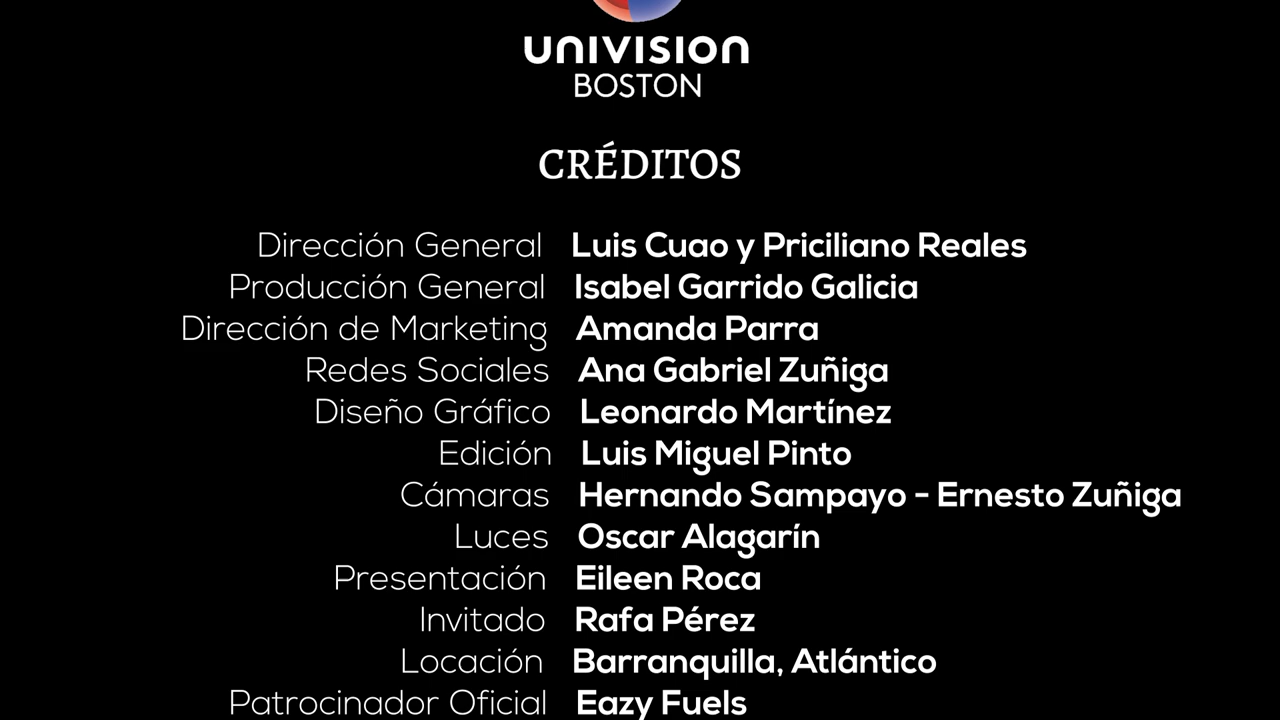 UNIVISION
BOSTON
CRÉDITOS
Dirección General Luis Cuao y Priciliano Reales
Producción General Isabel Garrido Galicia
Dirección de Marketing Amanda Parra
Redes Sociales Ana Gabriel Zuñiga
Diseño Gráfico Leonardo Martínez
Edición Luis Miguel Pinto
Cámaras Hernando Sampayo - Ernesto Zuñiga
Luces Oscar Alagarín
Presentación Eileen Roca
Invitado Rafa Pérez
Locación Barranquilla, Atlántico
Patrocinador Oficial Eazy Fuels